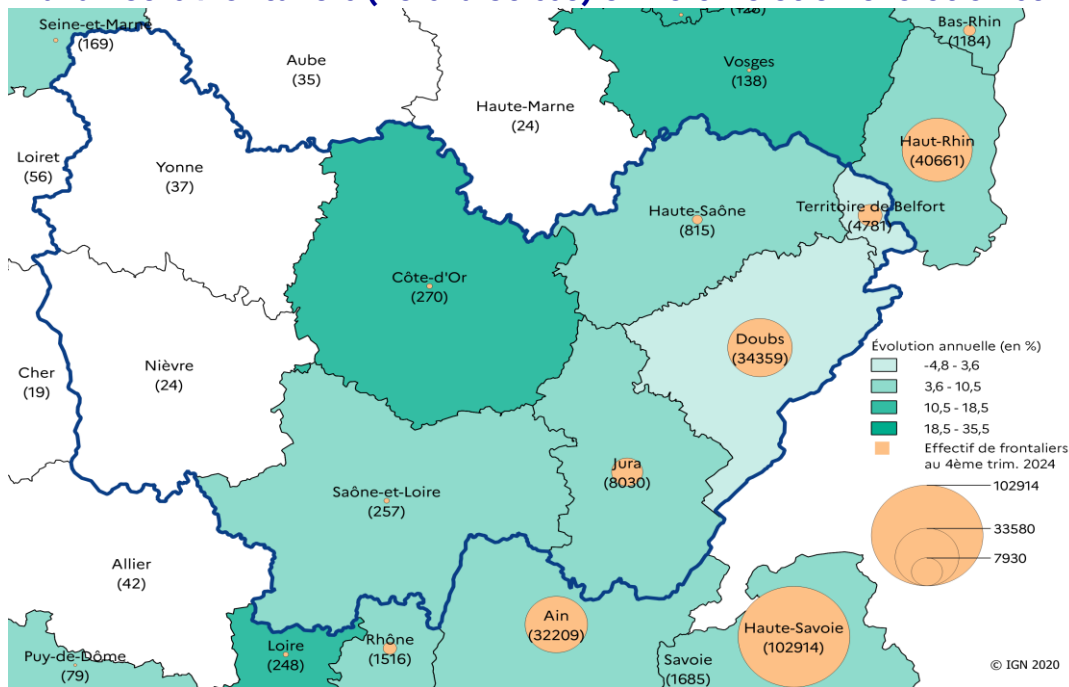 Seine-et-Marne
(169)
Aube
(35)
Haute-Marne
(24)
Vosges
(138)
Bas-Rhin
(1184)
Haut-Rhin
(40661)
Loiret
(56)
Yonne
(37)
Haute-Saône
(815)
Territoire de Belfort
(4781)
Côte-d'Or
(270)
Doubs
(34359)
Cher
(19)
Nièvre
(24)
Évolution annuelle (en %)
-4,8 - 3,6
3,6 - 10,5
10,5 - 18,5
18,5 - 35,5
Effectif de frontaliers
au 4ème trim. 2024
102914
33580
7930
Jura
(8030)
Saône-et-Loire
(257)
Allier
(42)
Ain
(32209)
Haute-Savoie
(102914)
Loire
(248)
Rhône
(1516)
Puy-de-Dôme
(79)
Savoie
(1685)
© IGN 2020